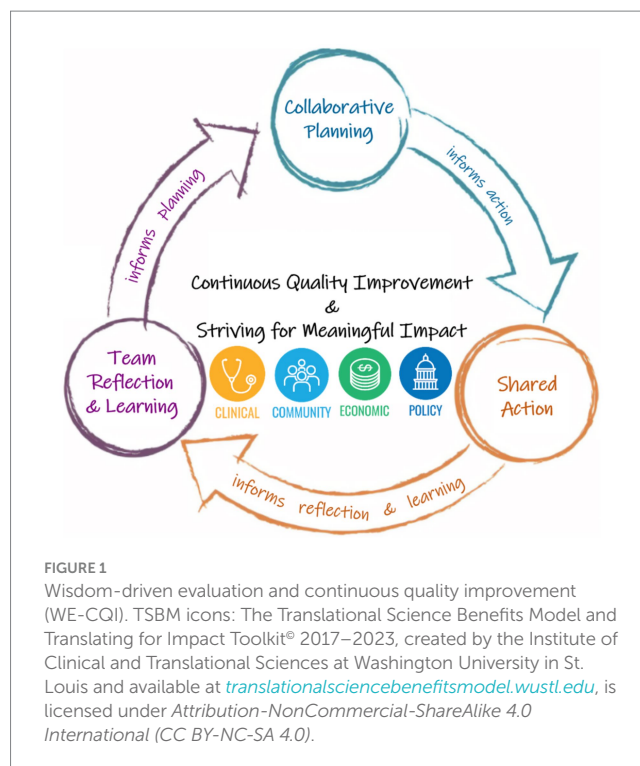 Collaborative
Planning
informs planning
informs action
Continuous Quality Improvement
&
Striving for Meaningful Impact
Team
Reflection
& Learning
CLINICAL
COMMUNITY
ECONOMIC
POLICY
Shared
Action
informs reflection & learning
FIGURE 1
Wisdom-driven evaluation and continuous quality improvement
(WE-CQI). TSBM icons: The Translational Science Benefits Model and
Translating for Impact Toolkit© 2017–2023, created by the Institute of
Clinical and Translational Sciences at Washington University in St.
Louis and available at translationalsciencebenefitsmodel.wustl.edu, is
licensed under Attribution-NonCommercial-ShareAlike 4.0
International (CC BY-NC-SA 4.0).